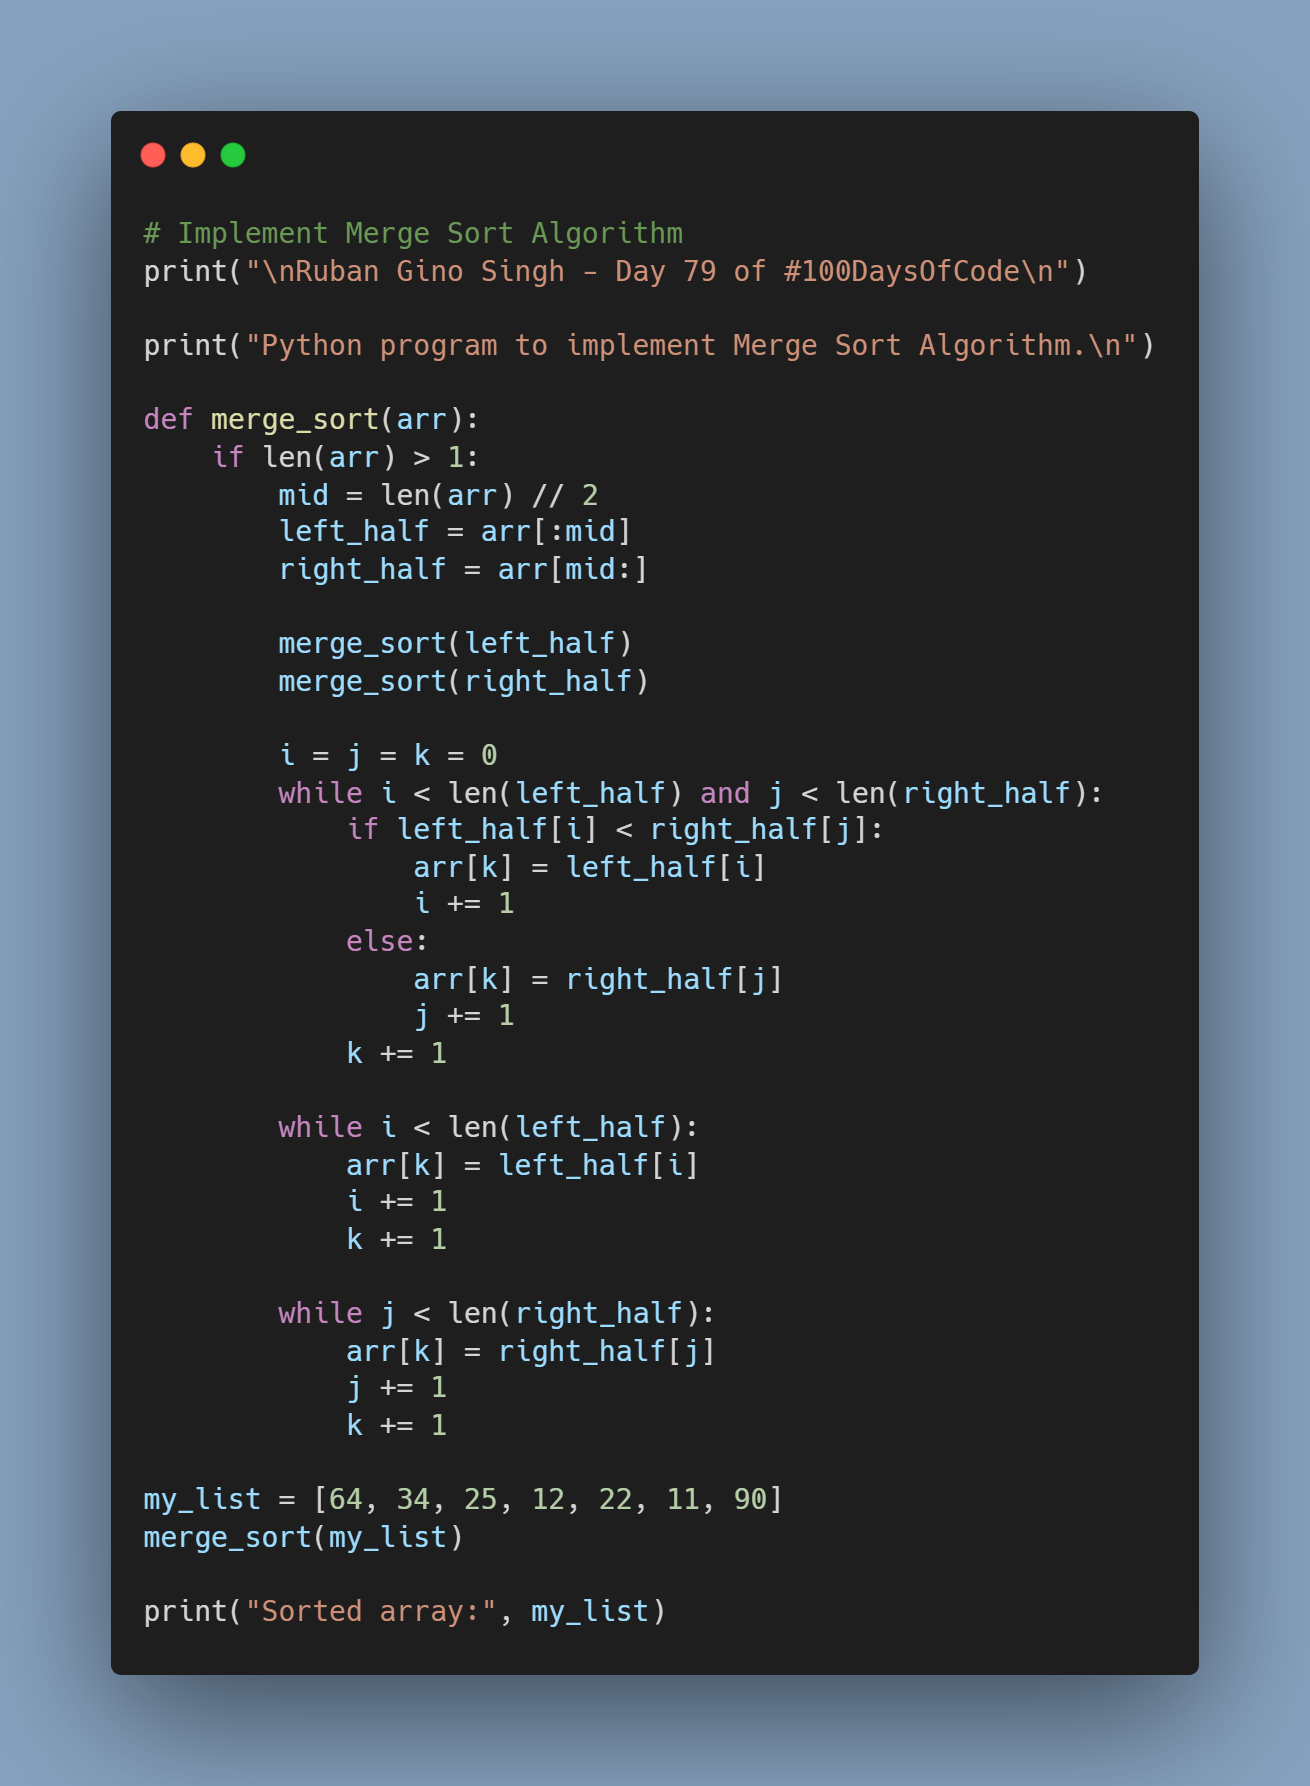 # Implement Merge Sort Algorithm
print("\nRuban Gino Singh - Day 79 of #100DaysOfCode\n")

print("Python program to implement Merge Sort Algorithm.\n")

def merge_sort(arr):
    if len(arr) > 1:
        mid = len(arr) // 2
        left_half = arr[:mid]
        right_half = arr[mid:]

        merge_sort(left_half)
        merge_sort(right_half)

        i = j = k = 0
        while i < len(left_half) and j < len(right_half):
            if left_half[i] < right_half[j]:
                arr[k] = left_half[i]
                i += 1
            else:
                arr[k] = right_half[j]
                j += 1
            k += 1

        while i < len(left_half):
            arr[k] = left_half[i]
            i += 1
            k += 1

        while j < len(right_half):
            arr[k] = right_half[j]
            j += 1
            k += 1

my_list = [64, 34, 25, 12, 22, 11, 90]
merge_sort(my_list)

print("Sorted array:", my_list)